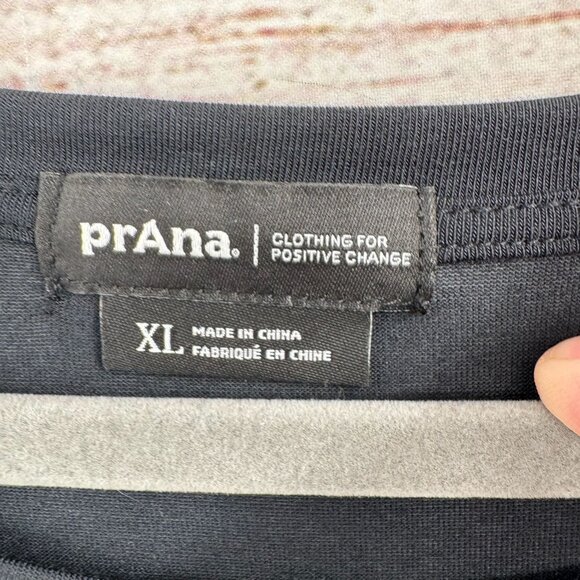 prAna. | CLOTHING FOR
POSITIVE CHANGE
XL MADE IN CHINA
FABRIQUÉ EN CHINE